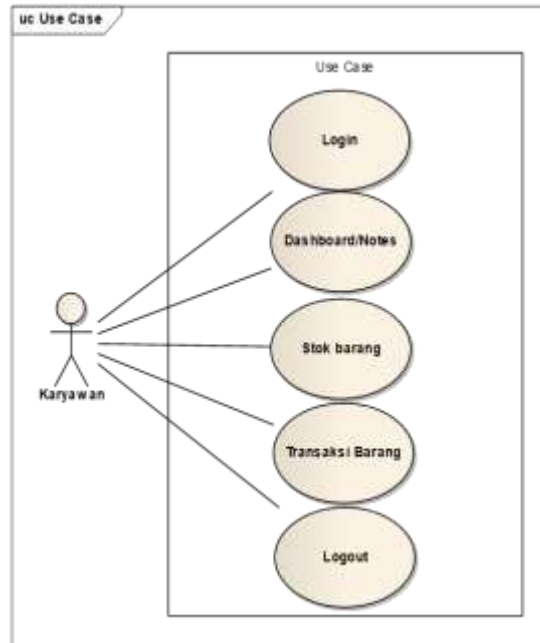 uc Use Case
Use Case
Login
Dashboard/Notes
Stok barang
Karyawan
Transaksi Barang
Logout